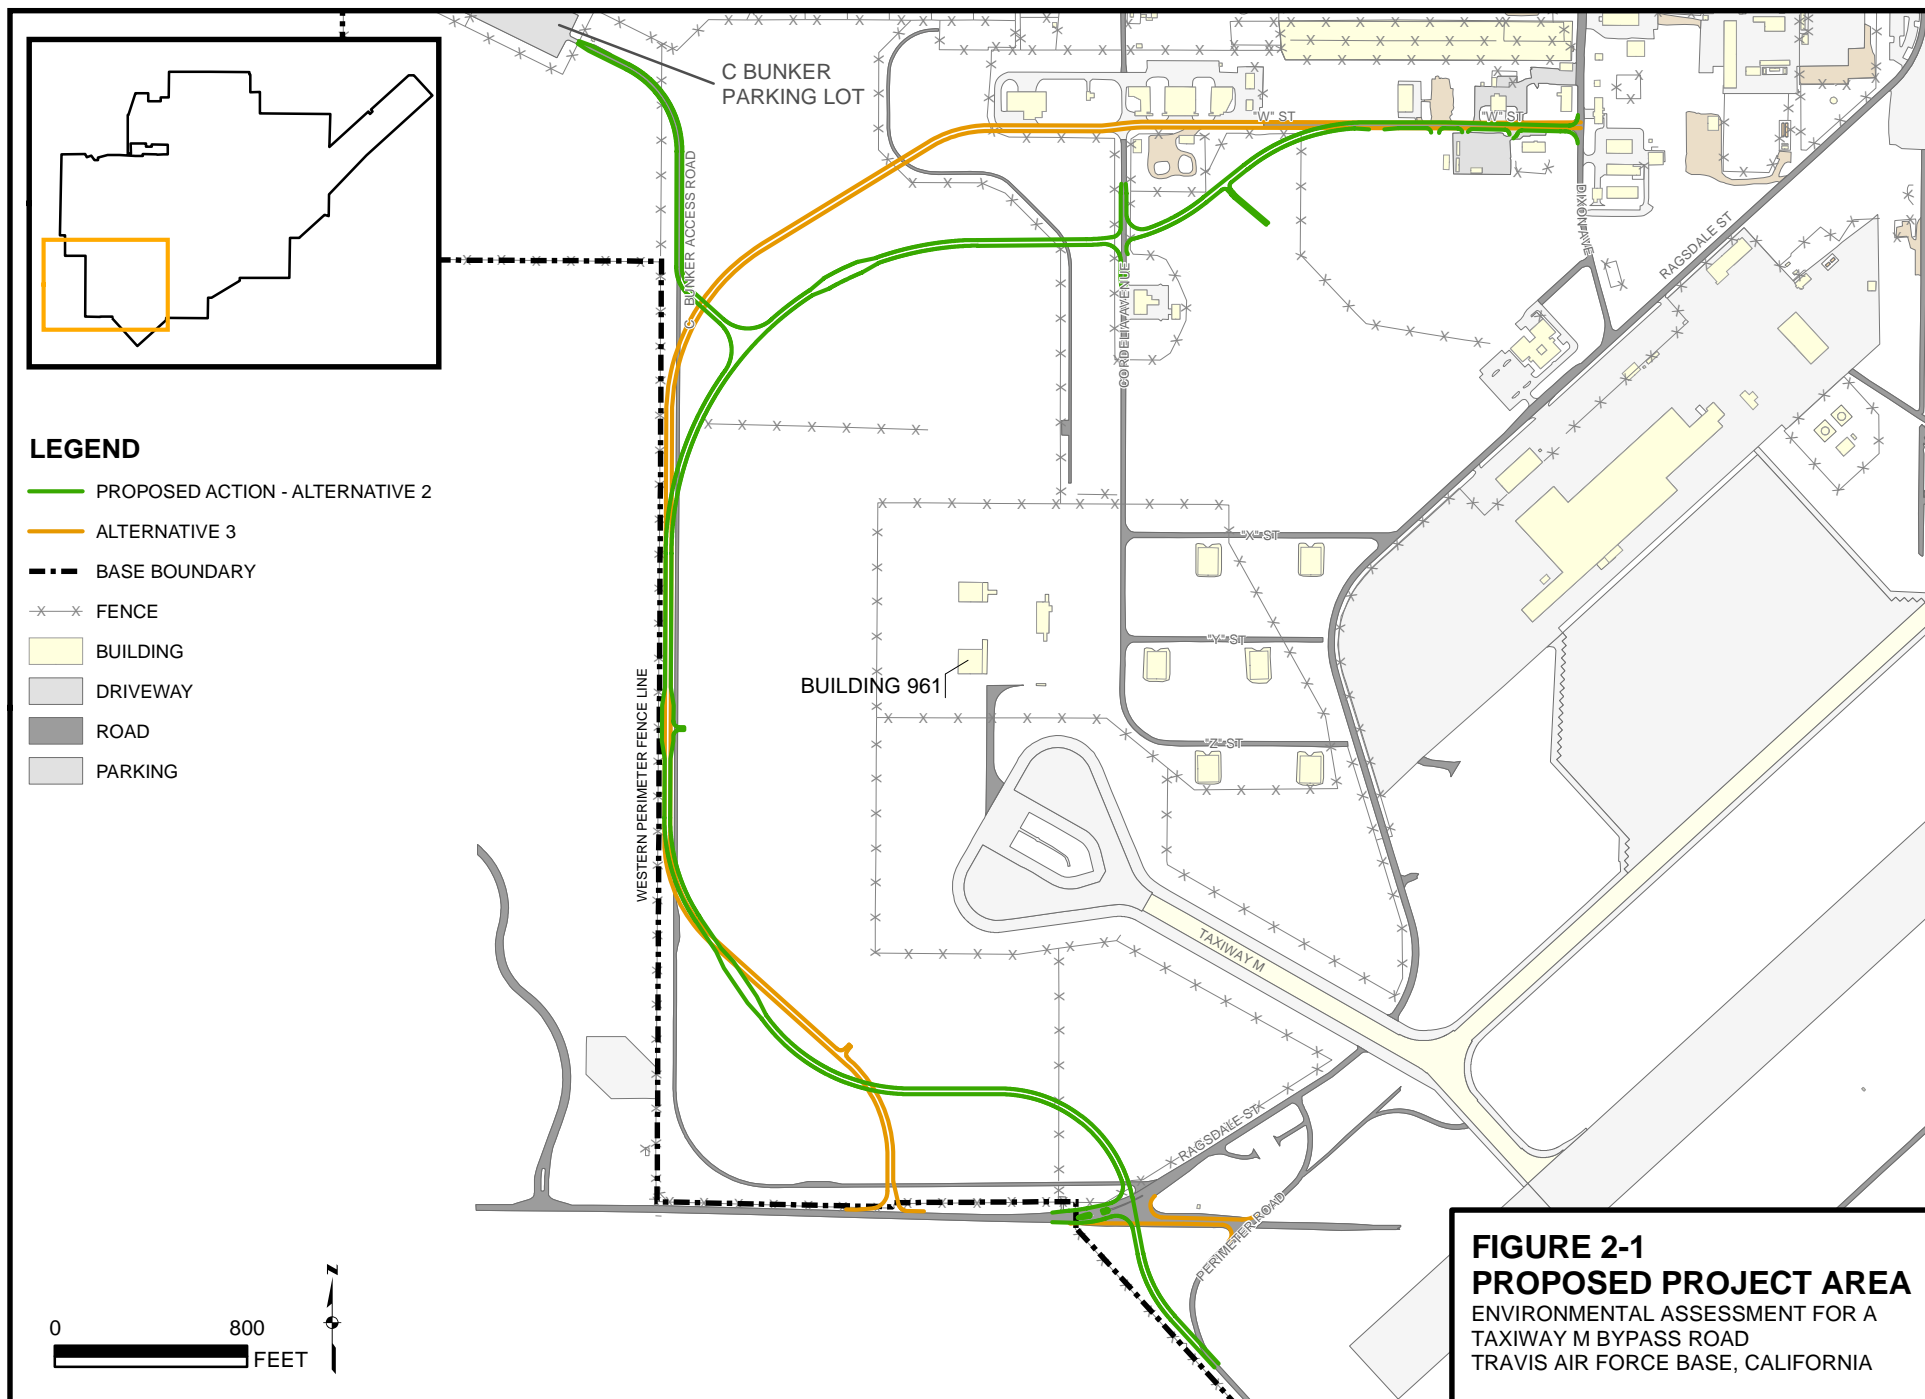 C BUNKER
PARKING LOT
"W" ST
"W" ST
C BUNKER ACCESS ROAD
DIXON AVE
RAGSDALE ST
CORDELIA AVENUE
LEGEND
PROPOSED ACTION - ALTERNATIVE 2
ALTERNATIVE 3
BASE BOUNDARY
FENCE
BUILDING
DRIVEWAY
ROAD
PARKING
"X" ST
"Y" ST
BUILDING 961
WESTERN PERIMETER FENCE LINE
"Z" ST
TAXIWAY M
RAGSDALE ST
PERIMETER ROAD
0 800
FEET
N
FIGURE 2-1
PROPOSED PROJECT AREA
ENVIRONMENTAL ASSESSMENT FOR A
TAXIWAY M BYPASS ROAD
TRAVIS AIR FORCE BASE, CALIFORNIA